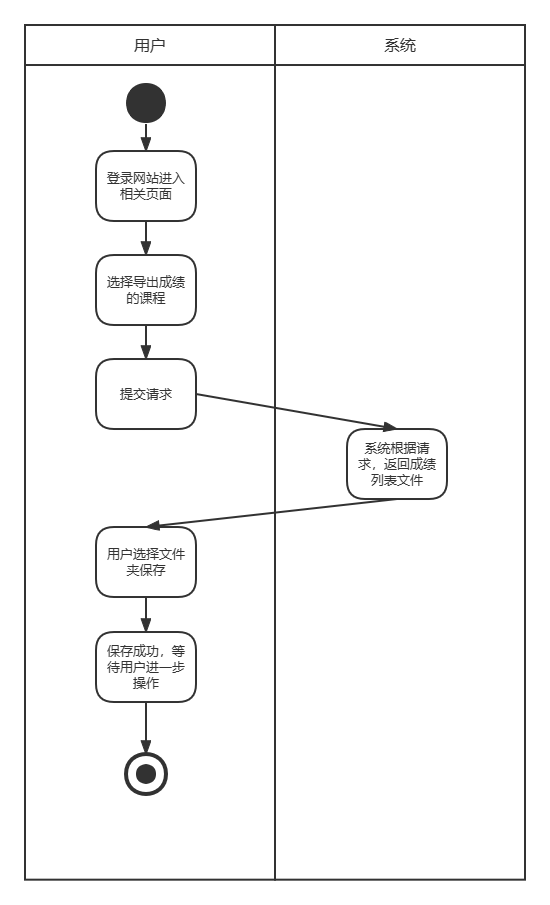 用户
系统
登录网站进入
相关页面
选择导出成绩
的课程
提交请求
系统根据请
求，返回成绩
列表文件
用户选择文件
夹保存
保存成功，等
待用户进一步
操作